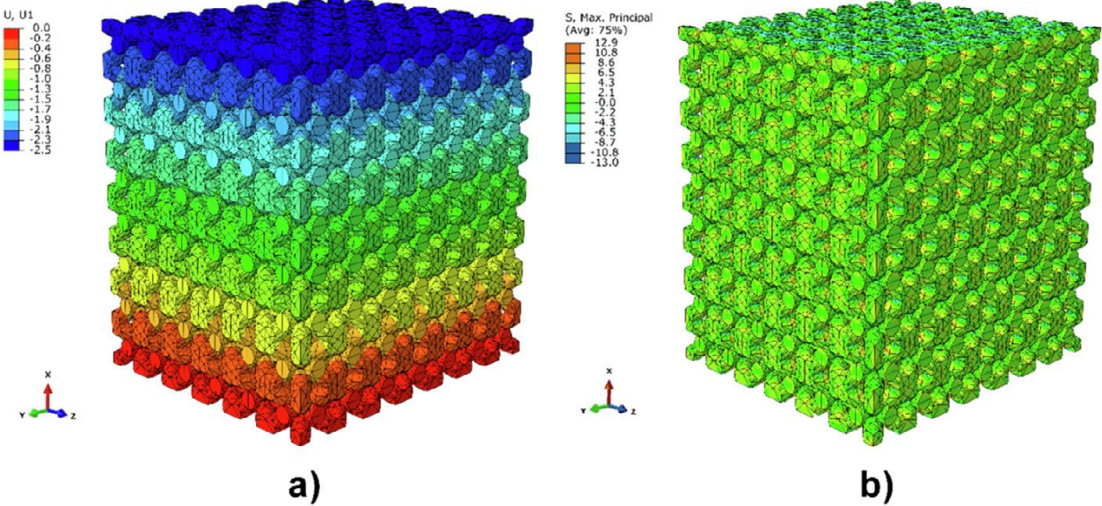 U, U1
0.0
-0.2
-0.4
-0.6
-0.8
-1.0
-1.3
-1.5
-1.7
-1.9
-2.1
-2.3
-2.5
X
Y
Z
a)
S, Max. Principal
(Avg: 75%)
12.9
10.8
8.6
6.5
4.3
2.1
-0.0
-2.2
-4.3
-6.5
-8.7
-10.8
-13.0
X
Y
Z
b)